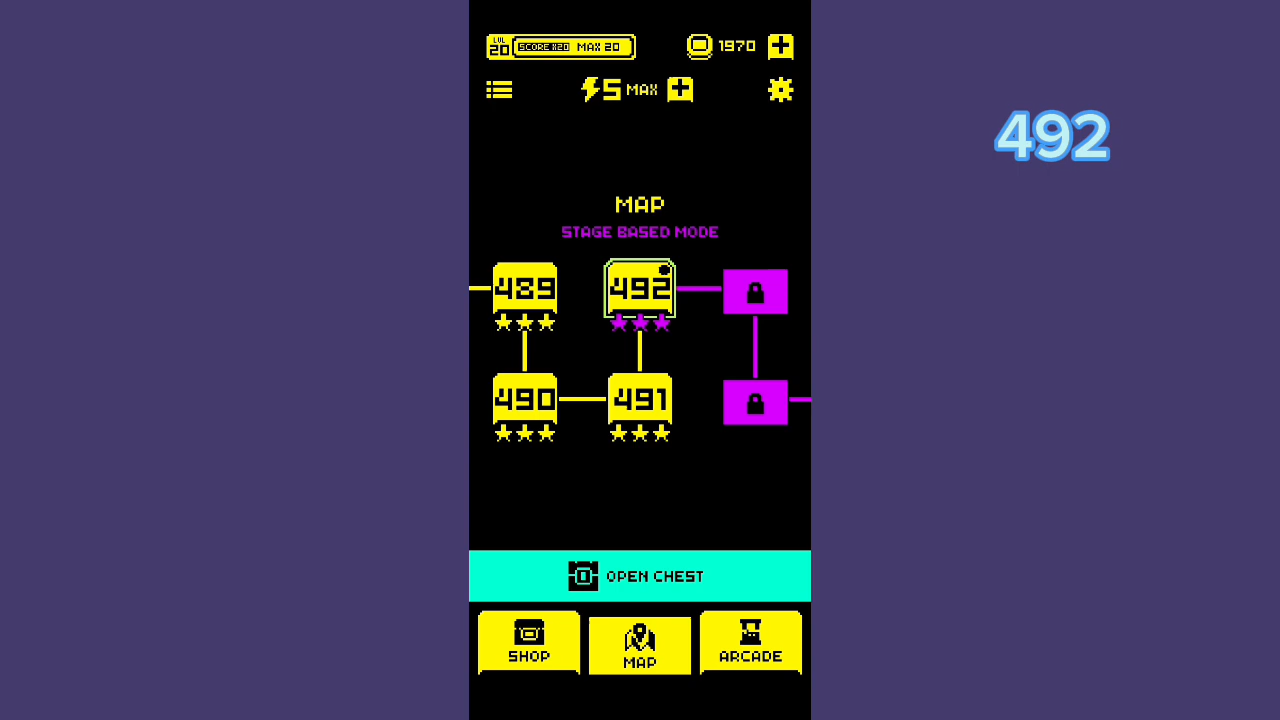 LVL
20 SCORE X20 MAX 20
1970
5 MAX
492
MAP
STAGE BASED MODE
489 492
490 491
OPEN CHEST
SHOP MAP ARCADE